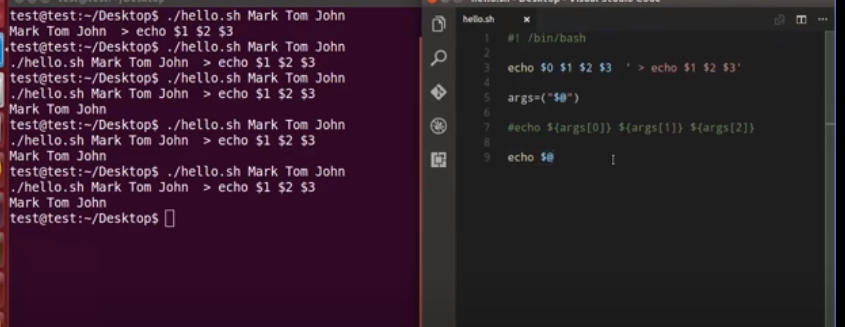 test@test:~/Desktop$ ./hello.sh Mark Tom John
Mark Tom John  > echo $1 $2 $3
test@test:~/Desktop$ ./hello.sh Mark Tom John
./hello.sh Mark Tom John  > echo $1 $2 $3
test@test:~/Desktop$ ./hello.sh Mark Tom John
./hello.sh Mark Tom John  > echo $1 $2 $3
Mark Tom John
test@test:~/Desktop$ ./hello.sh Mark Tom John
./hello.sh Mark Tom John  > echo $1 $2 $3
Mark Tom John
test@test:~/Desktop$ ./hello.sh Mark Tom John
./hello.sh Mark Tom John  > echo $1 $2 $3
Mark Tom John
test@test:~/Desktop$
hello.sh - Desktop - Visual Studio Code
hello.sh
1 #! /bin/bash
2
3 echo $0 $1 $2 $3  ' > echo $1 $2 $3'
4
5 args=("$@")
6
7 #echo ${args[0]} ${args[1]} ${args[2]}
8
9 echo $@